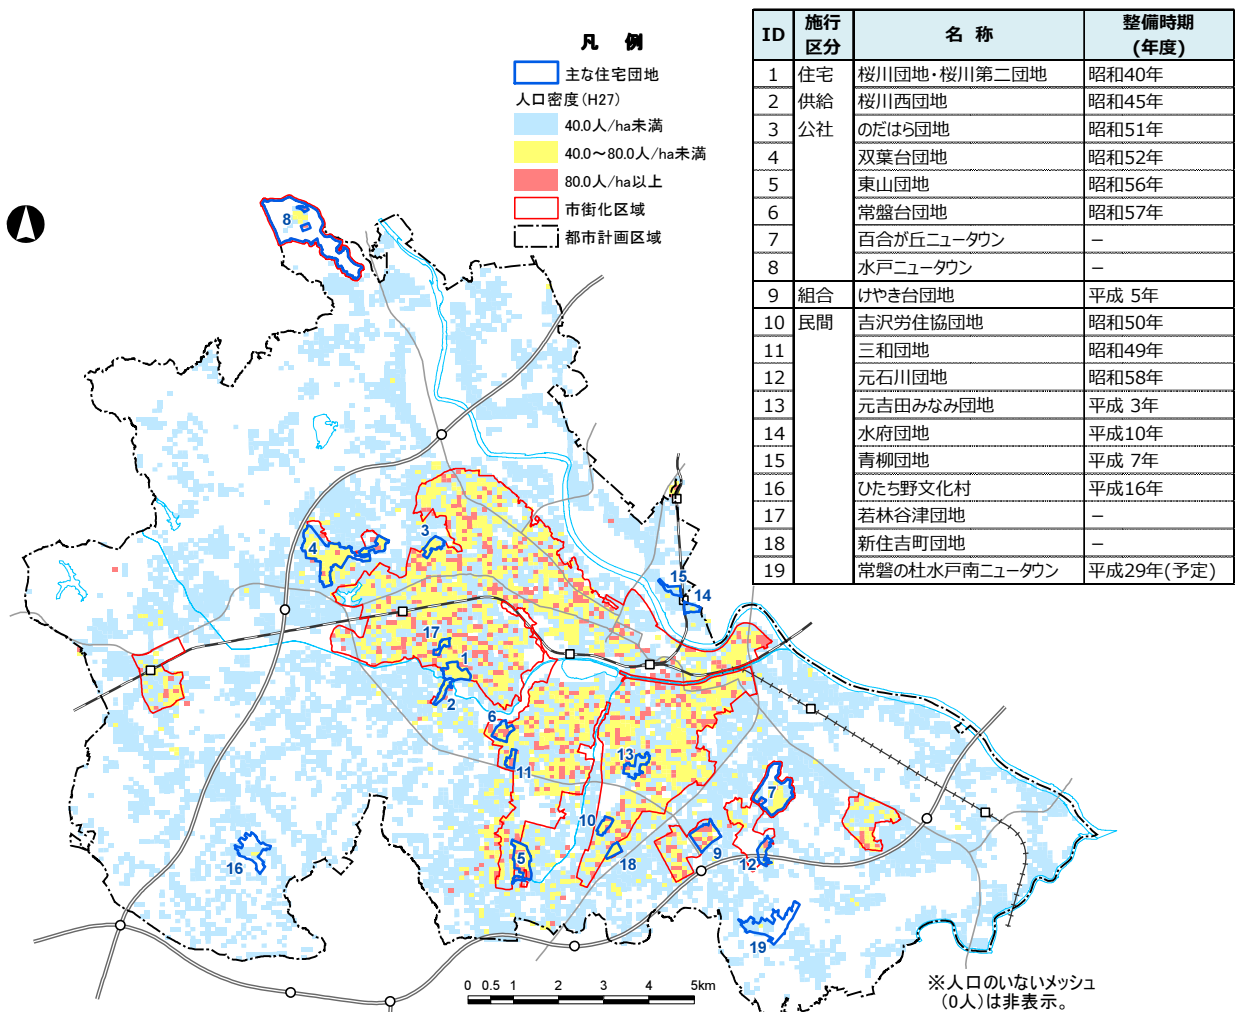 凡 例
主な住宅団地
人口密度(H27)
40.0人/ha未満
40.0～80.0人/ha未満
80.0人/ha以上
市街化区域
都市計画区域
ID 施行区分 名 称 整備時期(年度)
1 住宅 桜川団地・桜川第二団地 昭和40年
2 供給 桜川西団地 昭和45年
3 公社 のだはら団地 昭和51年
4 双葉台団地 昭和52年
5 東山団地 昭和56年
6 常盤台団地 昭和57年
7 百合が丘ニュータウン －
8 水戸ニュータウン －
9 組合 けやき台団地 平成 5年
10 民間 吉沢労住協団地 昭和50年
11 三和団地 昭和49年
12 元石川団地 昭和58年
13 元吉田みなみ団地 平成 3年
14 水府団地 平成10年
15 青柳団地 平成 7年
16 ひたち野文化村 平成16年
17 若林谷津団地 －
18 新住吉町団地 －
19 常磐の杜水戸南ニュータウン 平成29年(予定)
8
3
4
15
14
17
1
2
6
11
13
7
10
5
18
9
12
16
19
0 0.5 1 2 3 4 5km
※人口のいないメッシュ
（0人）は非表示。